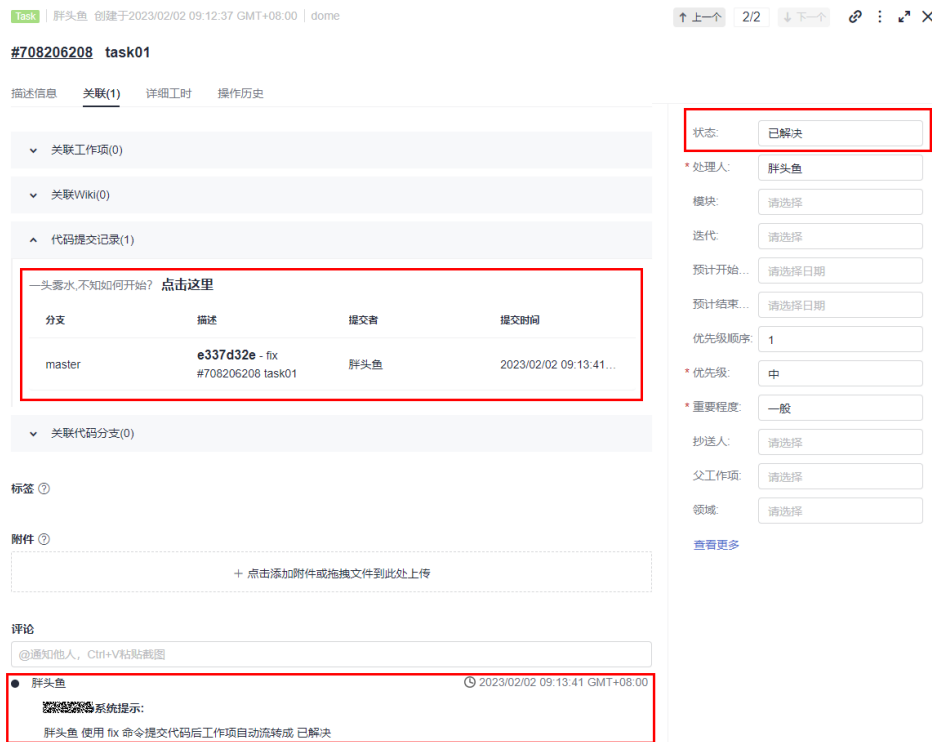 Task 胖头鱼 创建于2023/02/02 09:12:37 GMT+08:00 dome
↑ 上一个 2/2 ↓ 下一个
#708206208 task01
描述信息 关联(1) 详细工时 操作历史
关联工作项(0)
关联Wiki(0)
代码提交记录(1)
一头雾水,不知如何开始? 点击这里
分支 描述 提交者 提交时间
master e337d32e - fix #708206208 task01 胖头鱼 2023/02/02 09:13:41...
关联代码分支(0)
标签
附件
+ 点击添加附件或拖拽文件到此处上传
评论
@通知他人，Ctrl+V粘贴截图
胖头鱼 2023/02/02 09:13:41 GMT+08:00
系统提示:
胖头鱼 使用 fix 命令提交代码后工作项自动流转成 已解决
状态: 已解决
* 处理人: 胖头鱼
模块: 请选择
迭代: 请选择
预计开始... 请选择日期
预计结束... 请选择日期
优先级顺序: 1
* 优先级: 中
* 重要程度: 一般
抄送人: 请选择
父工作项: 请选择
领域: 请选择
查看更多